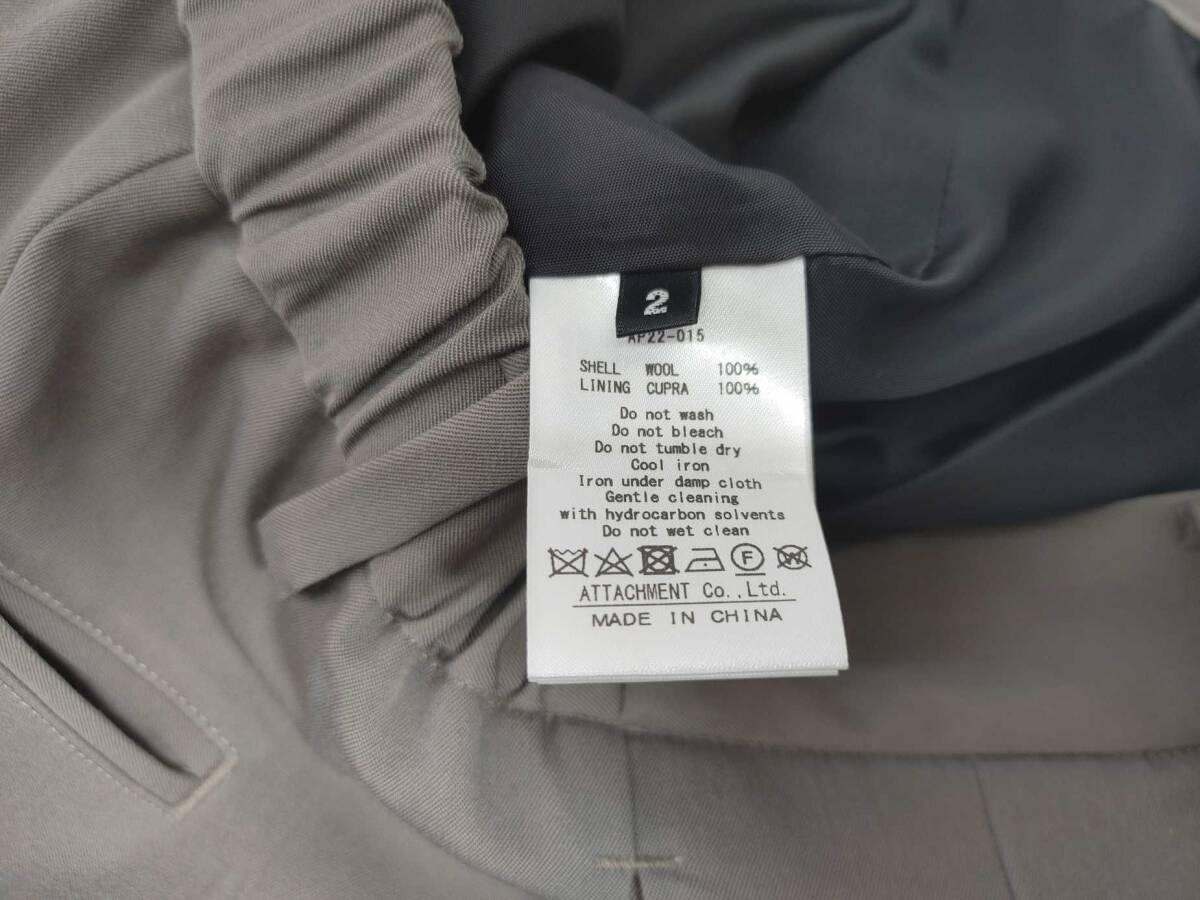 2
AP22-015
SHELL WOOL 100%
LINING CUPRA 100%
Do not wash
Do not bleach
Do not tumble dry
Cool iron
Iron under damp cloth
Gentle cleaning
with hydrocarbon solvents
Do not wet clean
F W
ATTACHMENT Co.,Ltd.
MADE IN CHINA